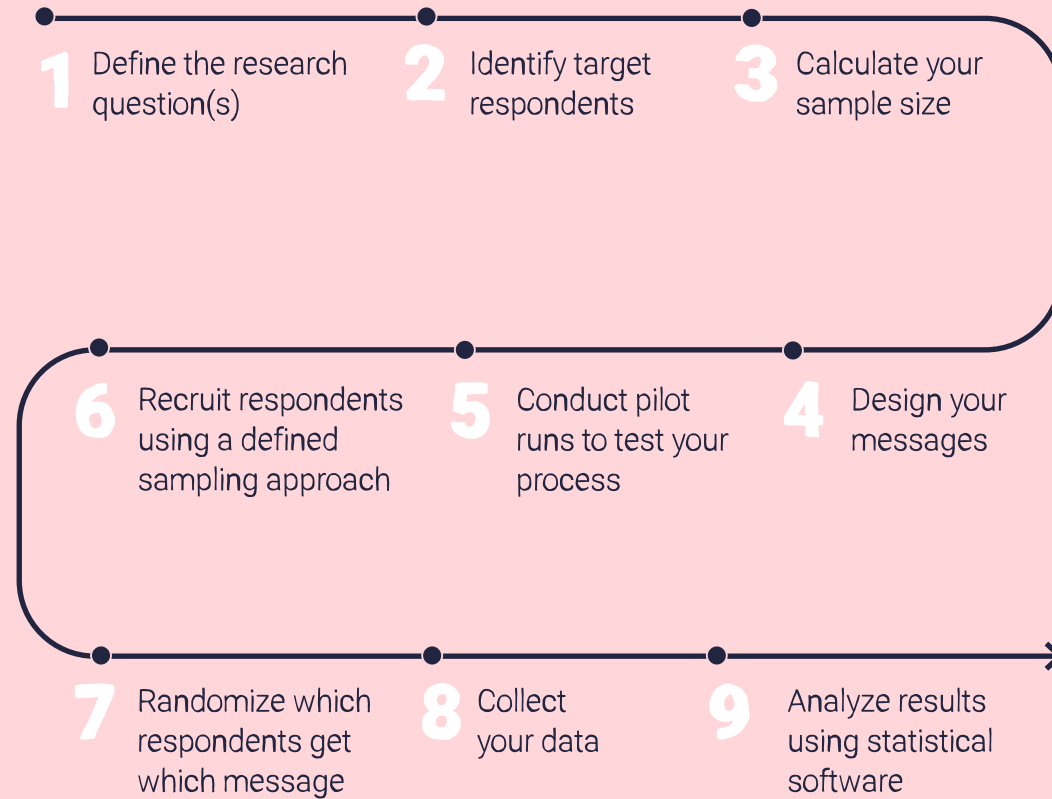 1 Define the research
question(s)
2 Identify target
respondents
3 Calculate your
sample size
4 Design your
messages
5 Conduct pilot
runs to test your
process
6 Recruit respondents
using a defined
sampling approach
7 Randomize which
respondents get
which message
8 Collect
your data
9 Analyze results
using statistical
software